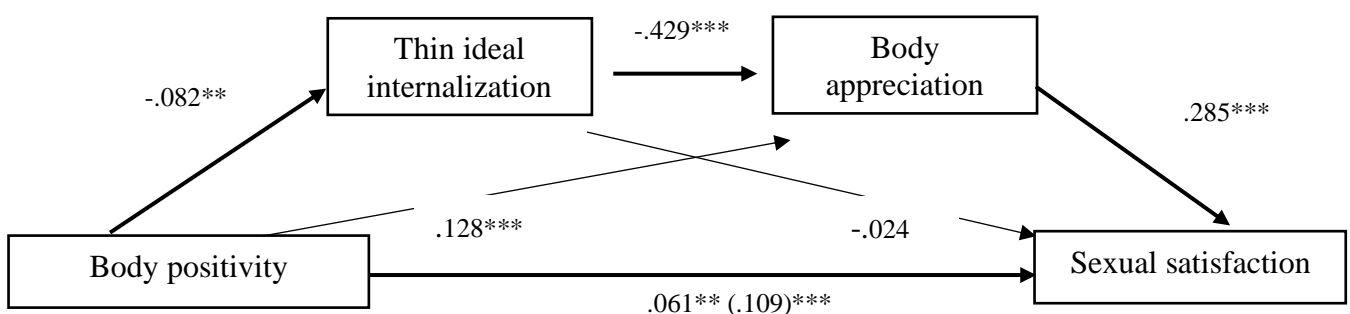 -.429***
Thin ideal
internalization
Body
appreciation
-.082**
.285***
.128***
-.024
Body positivity
Sexual satisfaction
.061** (.109)***